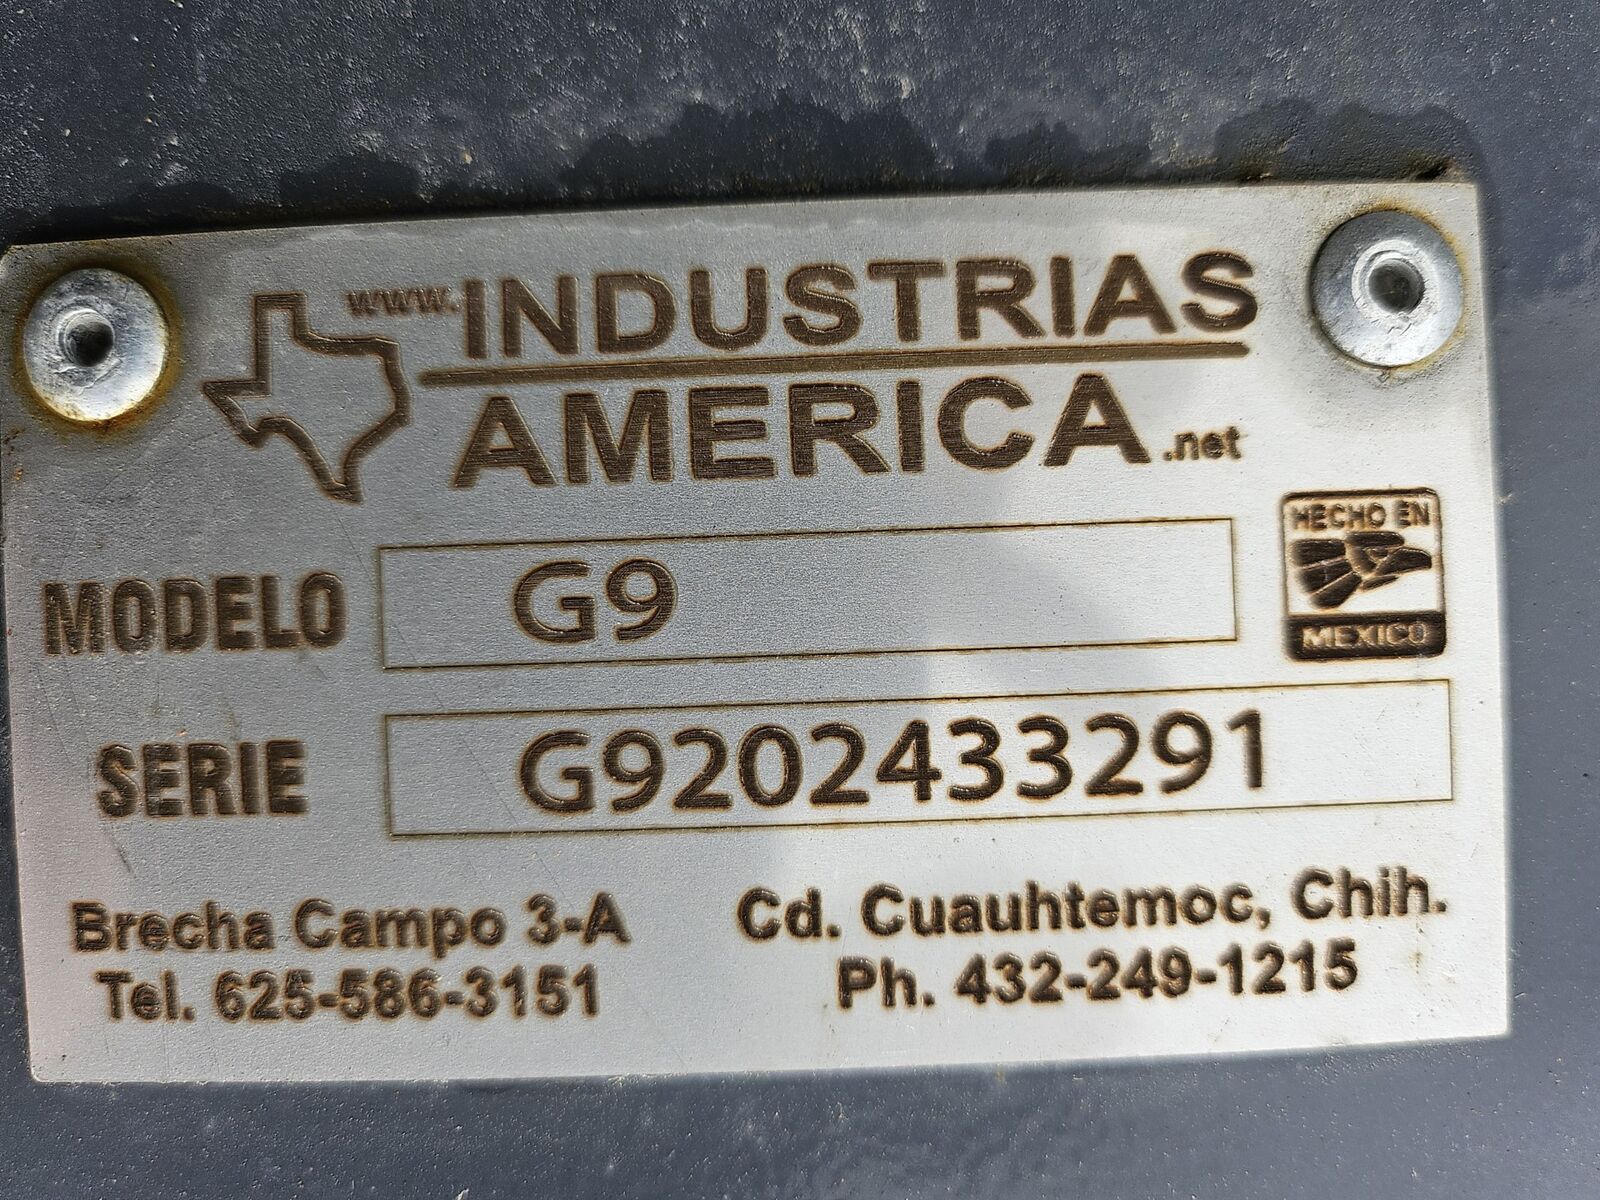 www.INDUSTRIAS
AMERICA.net
HECHO EN
MEXICO
MODELO G9
SERIE G9202433291
Brecha Campo 3-A Cd. Cuauhtemoc, Chih.
Tel. 625-586-3151 Ph. 432-249-1215